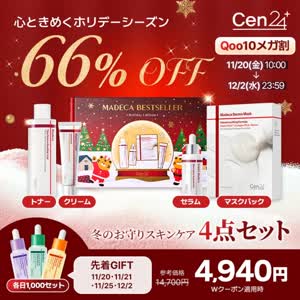 心ときめくホリデーシーズン
Cen24+
66% OFF
Qoo10メガ割
11/20(金) 10:00
12/2(水) 23:59
MADECA BESTSELLER
Madeca Derma Mask
トナー
クリーム
セラム
マスクパック
冬のお守りスキンケア 4点セット
各日1,000セット
先着GIFT
11/20・11/21
・11/25・12/2
参考価格
14,700円
4,940円
Wクーポン適用時